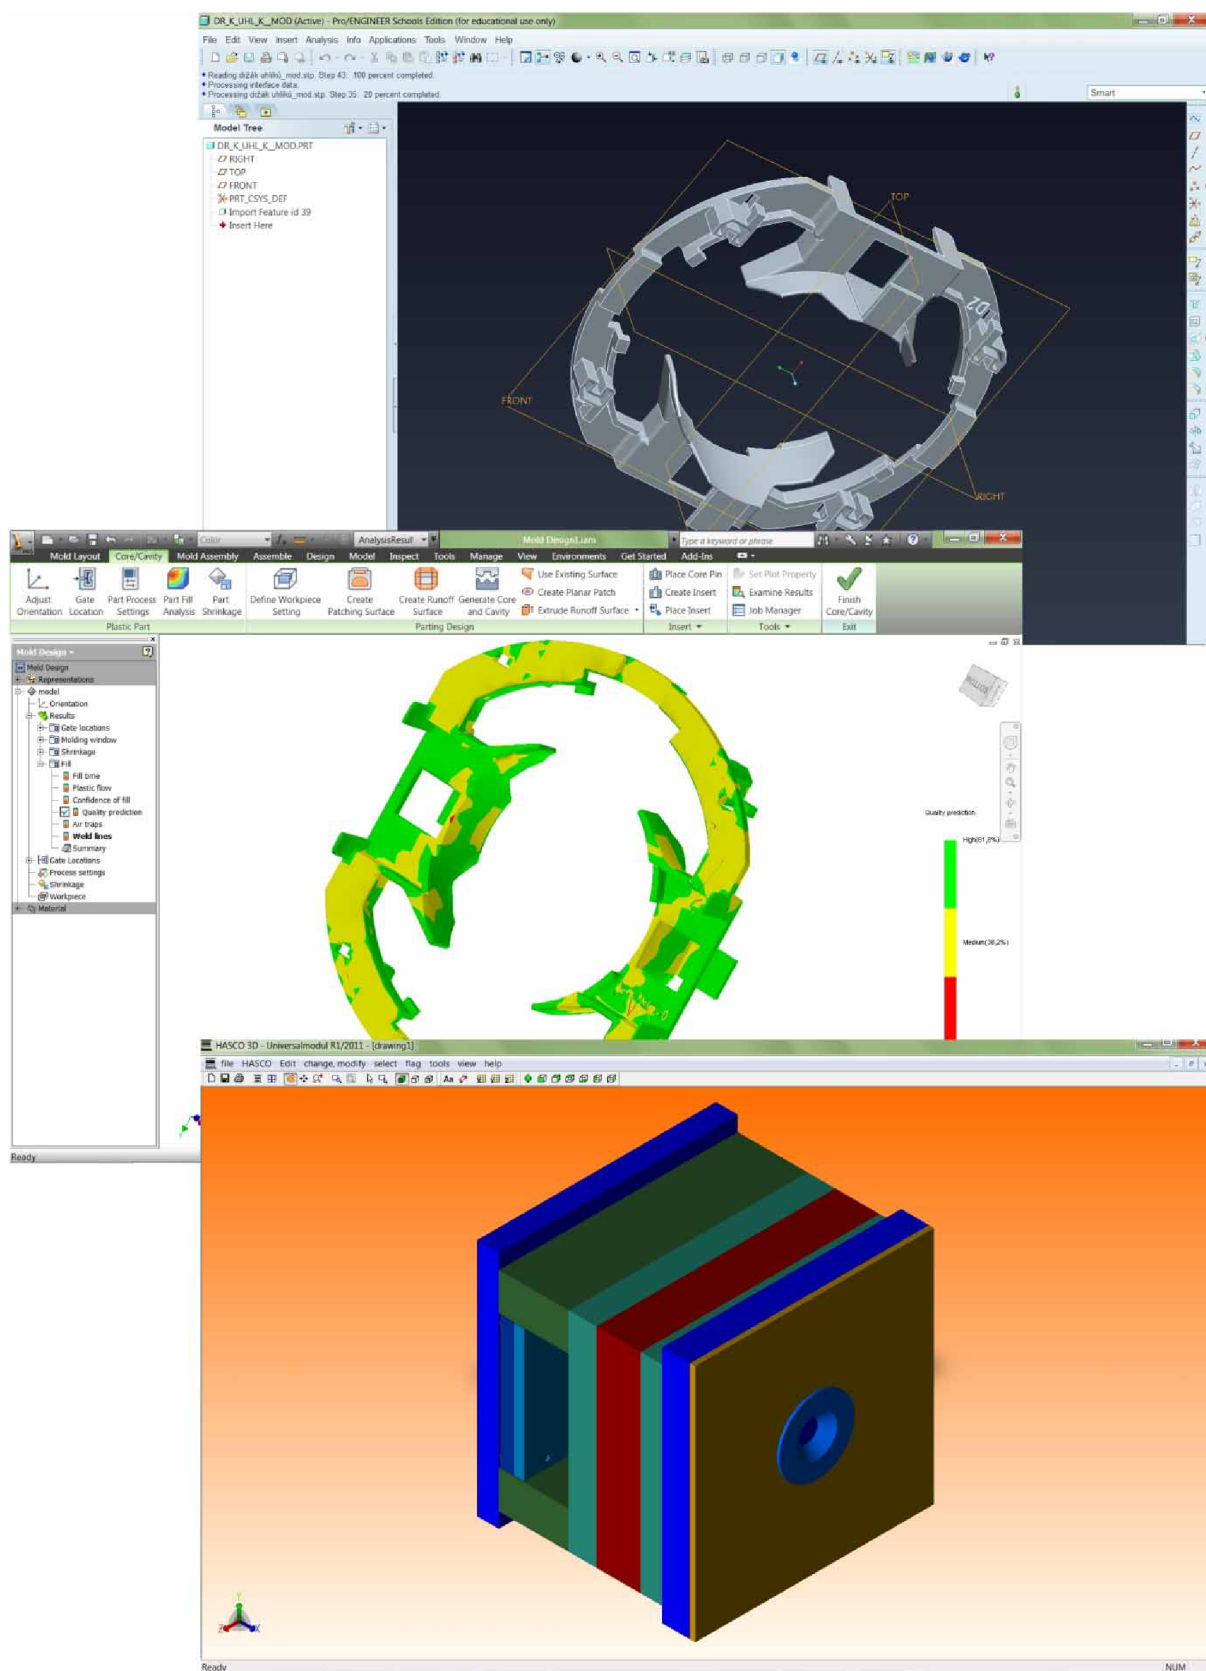 DR_K_UHL_K__MOD (Active) - Pro/ENGINEER Schools Edition (for educational use only)
File Edit View Insert Analysis Info Applications Tools Window Help
Reading držák uhlíků_mod.stp. Step 43: 100 percent completed.
Processing interface data.
Processing držák uhlíků_mod.stp. Step 35: 20 percent completed.
Smart
Model Tree
DR_K_UHL_K__MOD.PRT
RIGHT
TOP
FRONT
PRT_CSYS_DEF
Import Feature id 39
Insert Here
TOP
D2
FRONT
RIGHT
Color
AnalysisResult
Mold Design1.iam
Type a keyword or phrase
Mold Layout Core/Cavity Mold Assembly Assemble Design Model Inspect Tools Manage View Environments Get Started Add-Ins
Adjust Orientation
Gate Location
Part Process Settings
Part Fill Analysis
Part Shrinkage
Define Workpiece Setting
Create Patching Surface
Create Runoff Surface
Generate Core and Cavity
Use Existing Surface
Create Planar Patch
Extrude Runoff Surface
Place Core Pin
Create Insert
Place Insert
Set Plot Property
Examine Results
Job Manager
Finish Core/Cavity
Plastic Part
Parting Design
Insert
Tools
Exit
Mold Design
Mold Design
Representations
model
Orientation
Results
Gate locations
Molding window
Shrinkage
Fill
Fill time
Plastic flow
Confidence of fill
Quality prediction
Air traps
Weld lines
Summary
Gate Locations
Process settings
Shrinkage
Workpiece
Material
Quality prediction
High(61,8%)
Medium(38,2%)
Y
Ready
HASCO 3D - Universalmodul R1/2011 - [drawing1]
file HASCO Edit change, modify select flag tools view help
Aa
Y
Z
X
Ready
NUM